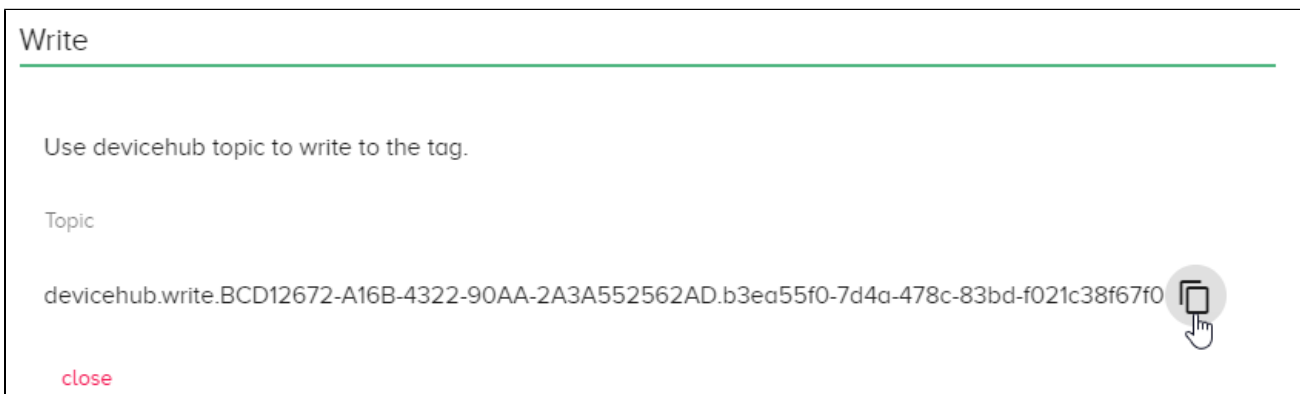 Write
Use devicehub topic to write to the tag.
Topic
devicehub.write.BCD12672-A16B-4322-90AA-2A3A552562AD.b3ea55f0-7d4a-478c-83bd-f021c38f67f0
close